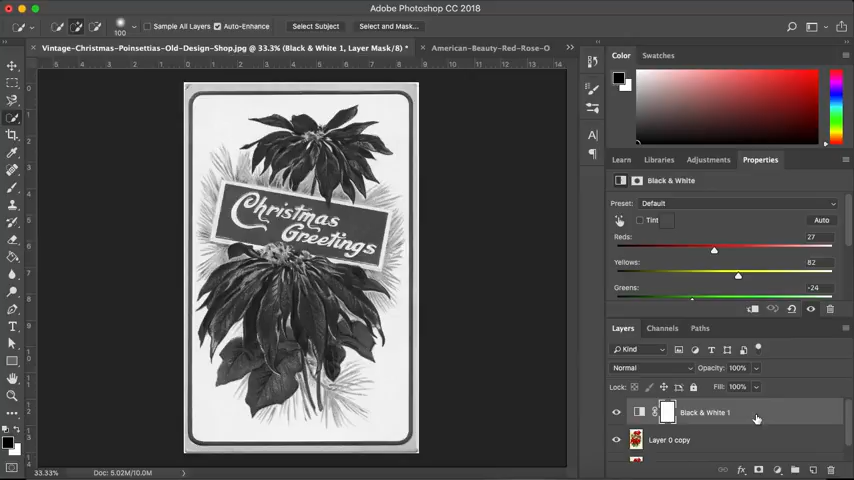 Adobe Photoshop CC 2018
100
Sample All Layers
Auto-Enhance
Select Subject
Select and Mask...
Vintage-Christmas-Poinsettias-Old-Design-Shop.jpg @ 33.3% (Black & White 1, Layer Mask/8) *
American-Beauty-Red-Rose-O
Color
Swatches
Learn
Libraries
Adjustments
Properties
Black & White
Preset: Default
Tint
Auto
Reds: 27
Yellows: 82
Greens: -24
Christmas
Greetings
Layers
Channels
Paths
Kind
Normal
Opacity: 100%
Lock:
Fill: 100%
Black & White 1
Layer 0 copy
33.33%
Doc: 5.02M/10.0M